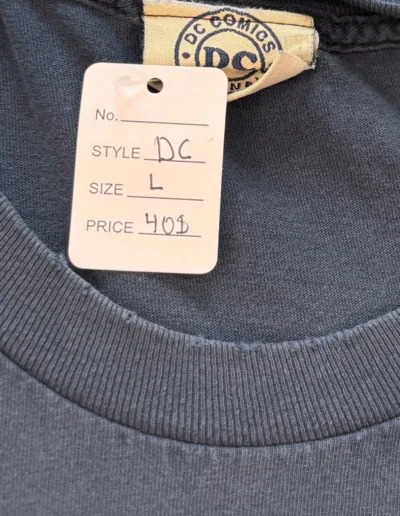 DC COMICS
DC
No.
STYLE DC
SIZE L
PRICE 40$